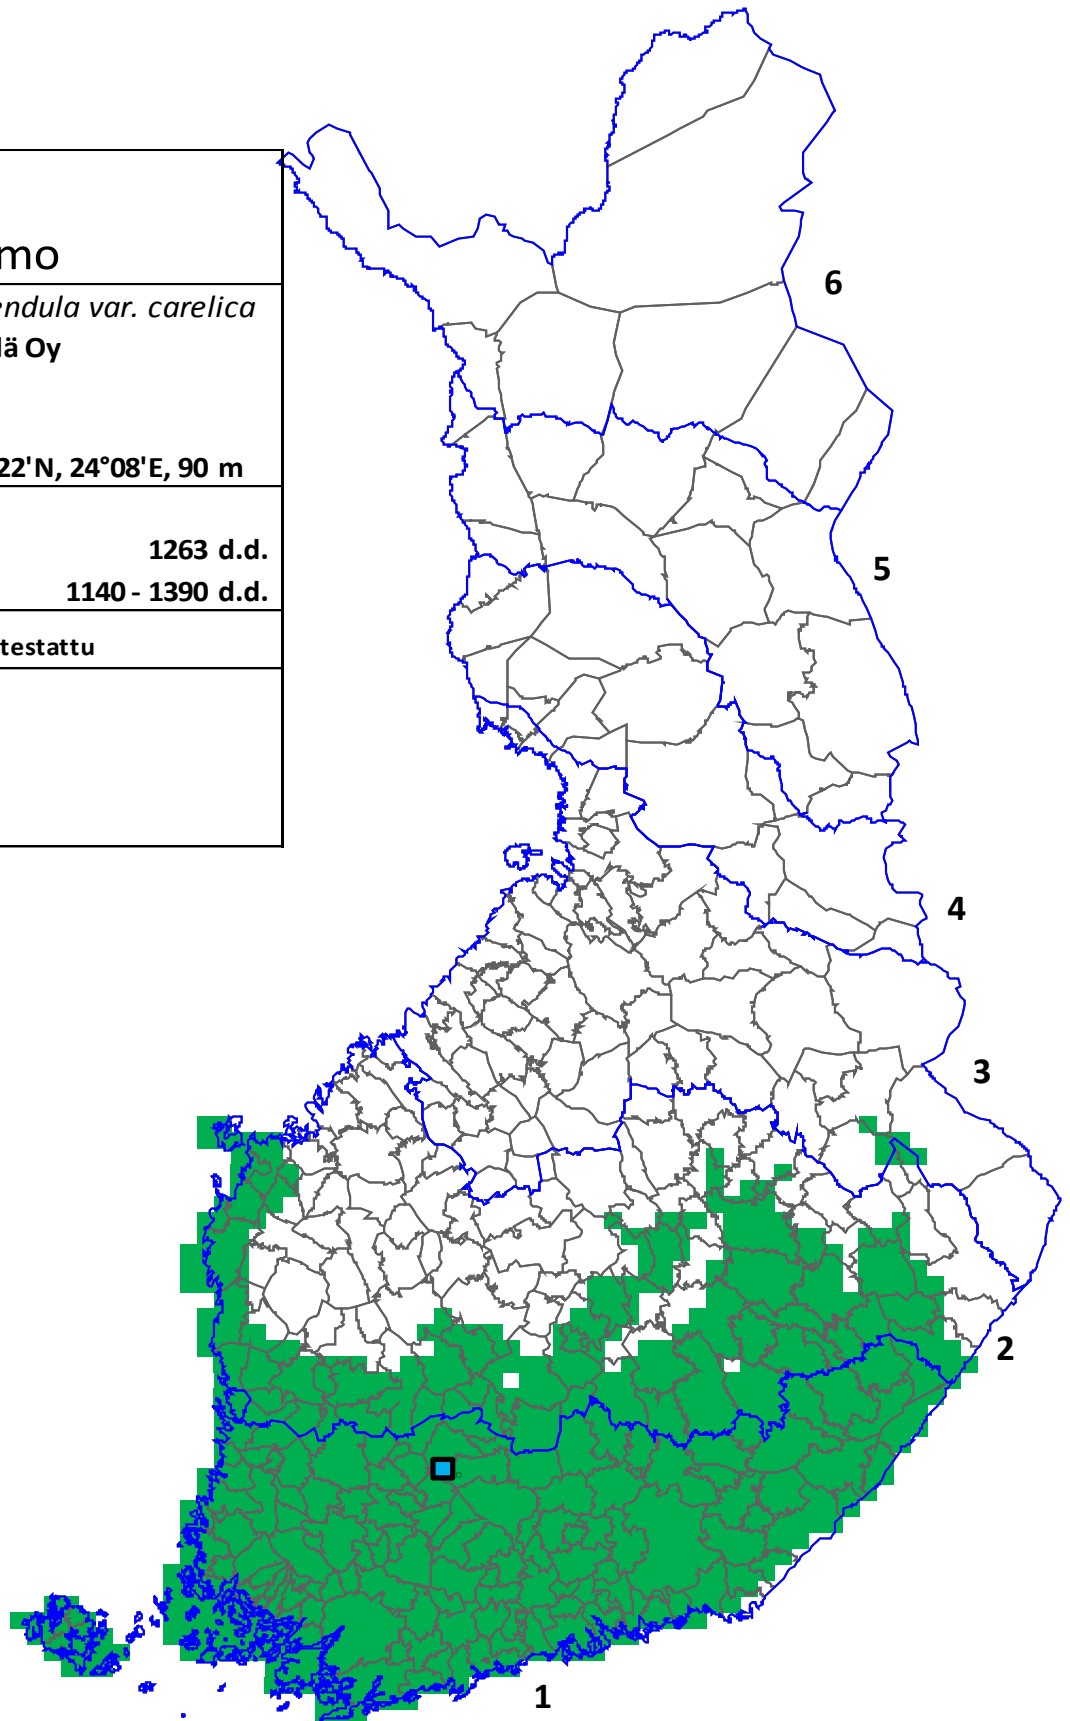 mo
endula var. carelica
lä Oy
22'N, 24°08'E, 90 m
1263 d.d.
1140 - 1390 d.d.
testattu
6
5
4
3
2
1